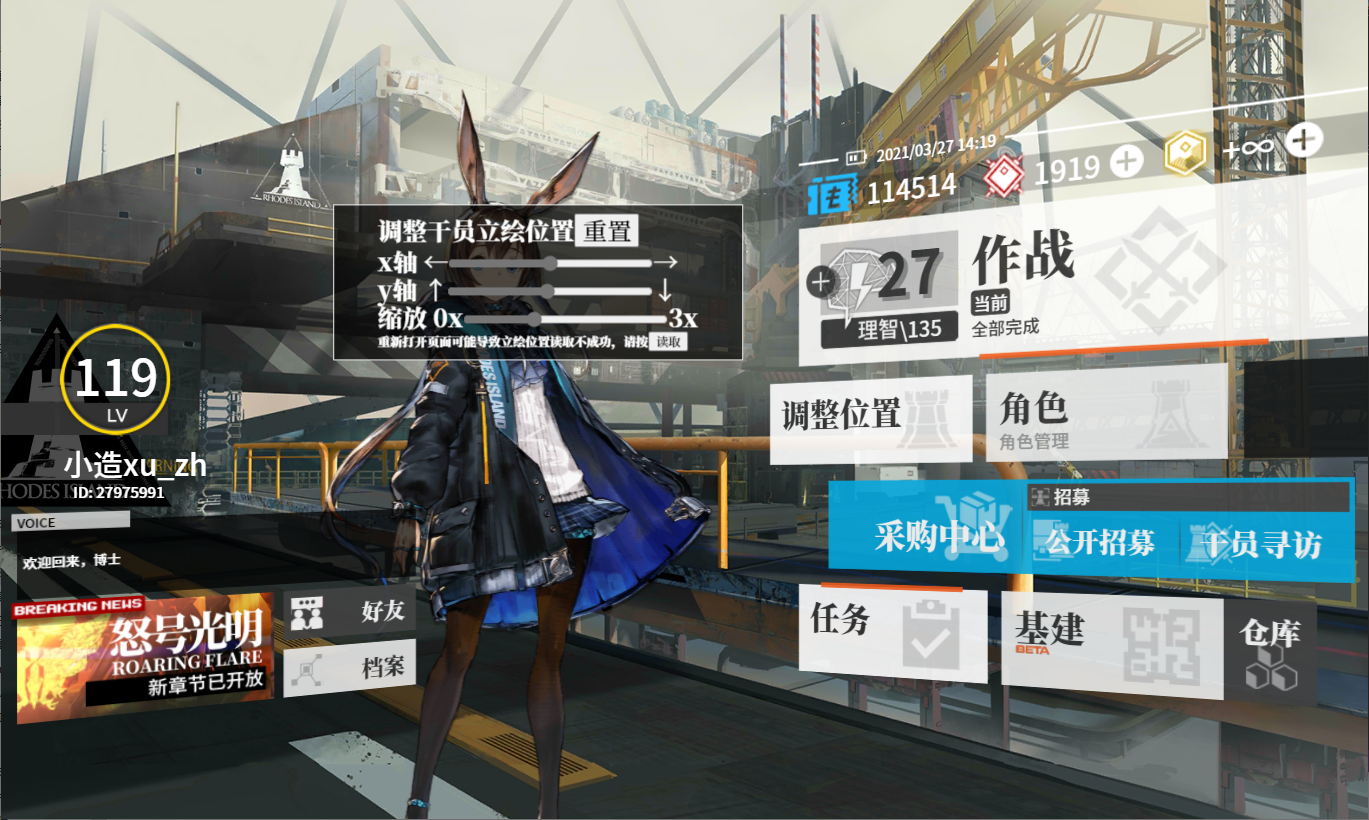 2021/03/27 14:19
114514
1919
+∞
RHODES ISLAND
调整干员立绘位置 重置
x轴 ← →
y轴 ↑ ↓
缩放 0x 3x
重新打开页面可能导致立绘位置读取不成功，请按 读取
27
理智\135
作战
当前
全部完成
119
LV
小造xu_zh
ID: 27975991
VOICE
欢迎回来，博士
调整位置
角色
角色管理
采购中心
招募
公开招募
干员寻访
BREAKING NEWS
怒号光明
ROARING FLARE
新章节已开放
好友
档案
任务
基建
BETA
仓库